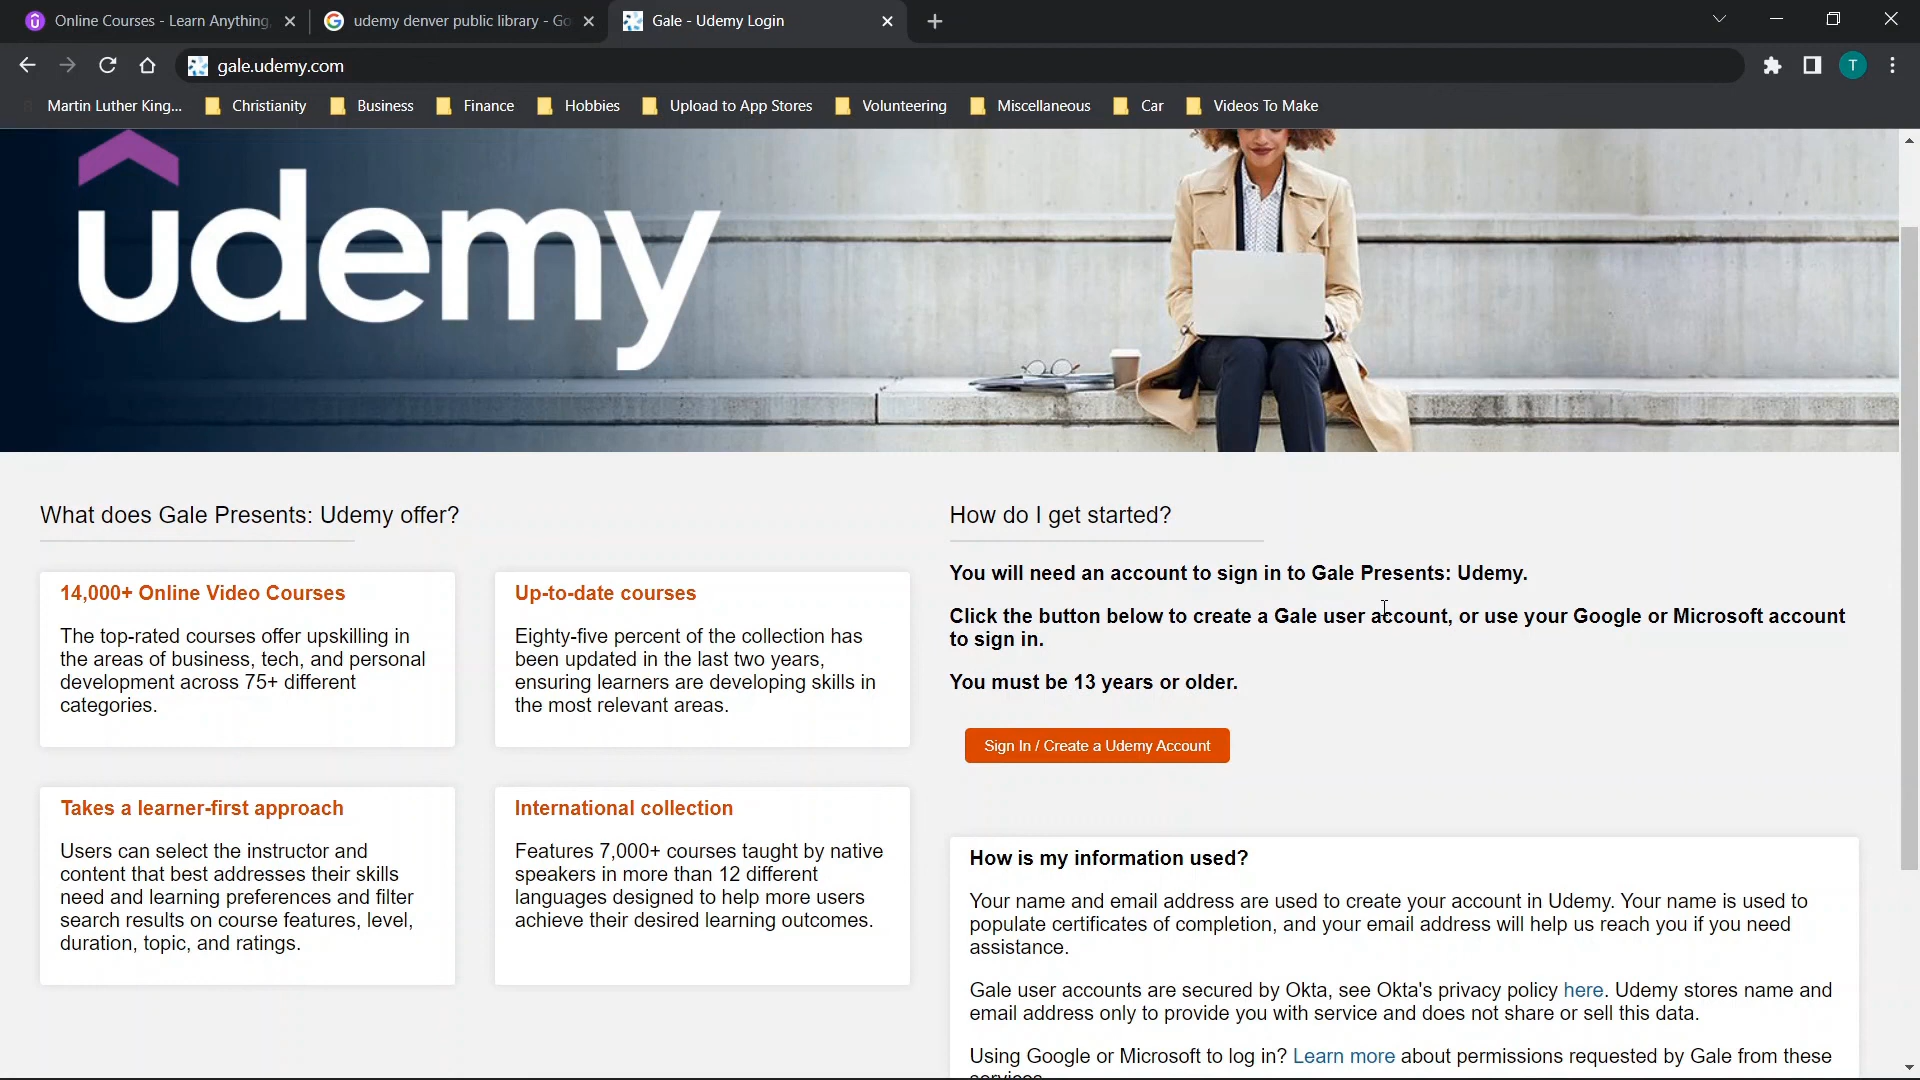 Online Courses - Learn Anything,
udemy denver public library - Go
Gale - Udemy Login
gale.udemy.com
T
Martin Luther King...
Christianity
Business
Finance
Hobbies
Upload to App Stores
Volunteering
Miscellaneous
Car
Videos To Make
udemy
What does Gale Presents: Udemy offer?
14,000+ Online Video Courses
The top-rated courses offer upskilling in
the areas of business, tech, and personal
development across 75+ different
categories.
Up-to-date courses
Eighty-five percent of the collection has
been updated in the last two years,
ensuring learners are developing skills in
the most relevant areas.
Takes a learner-first approach
Users can select the instructor and
content that best addresses their skills
need and learning preferences and filter
search results on course features, level,
duration, topic, and ratings.
International collection
Features 7,000+ courses taught by native
speakers in more than 12 different
languages designed to help more users
achieve their desired learning outcomes.
How do I get started?
You will need an account to sign in to Gale Presents: Udemy.
Click the button below to create a Gale user account, or use your Google or Microsoft account
to sign in.
You must be 13 years or older.
Sign In / Create a Udemy Account
How is my information used?
Your name and email address are used to create your account in Udemy. Your name is used to
populate certificates of completion, and your email address will help us reach you if you need
assistance.
Gale user accounts are secured by Okta, see Okta's privacy policy here. Udemy stores name and
email address only to provide you with service and does not share or sell this data.
Using Google or Microsoft to log in? Learn more about permissions requested by Gale from these